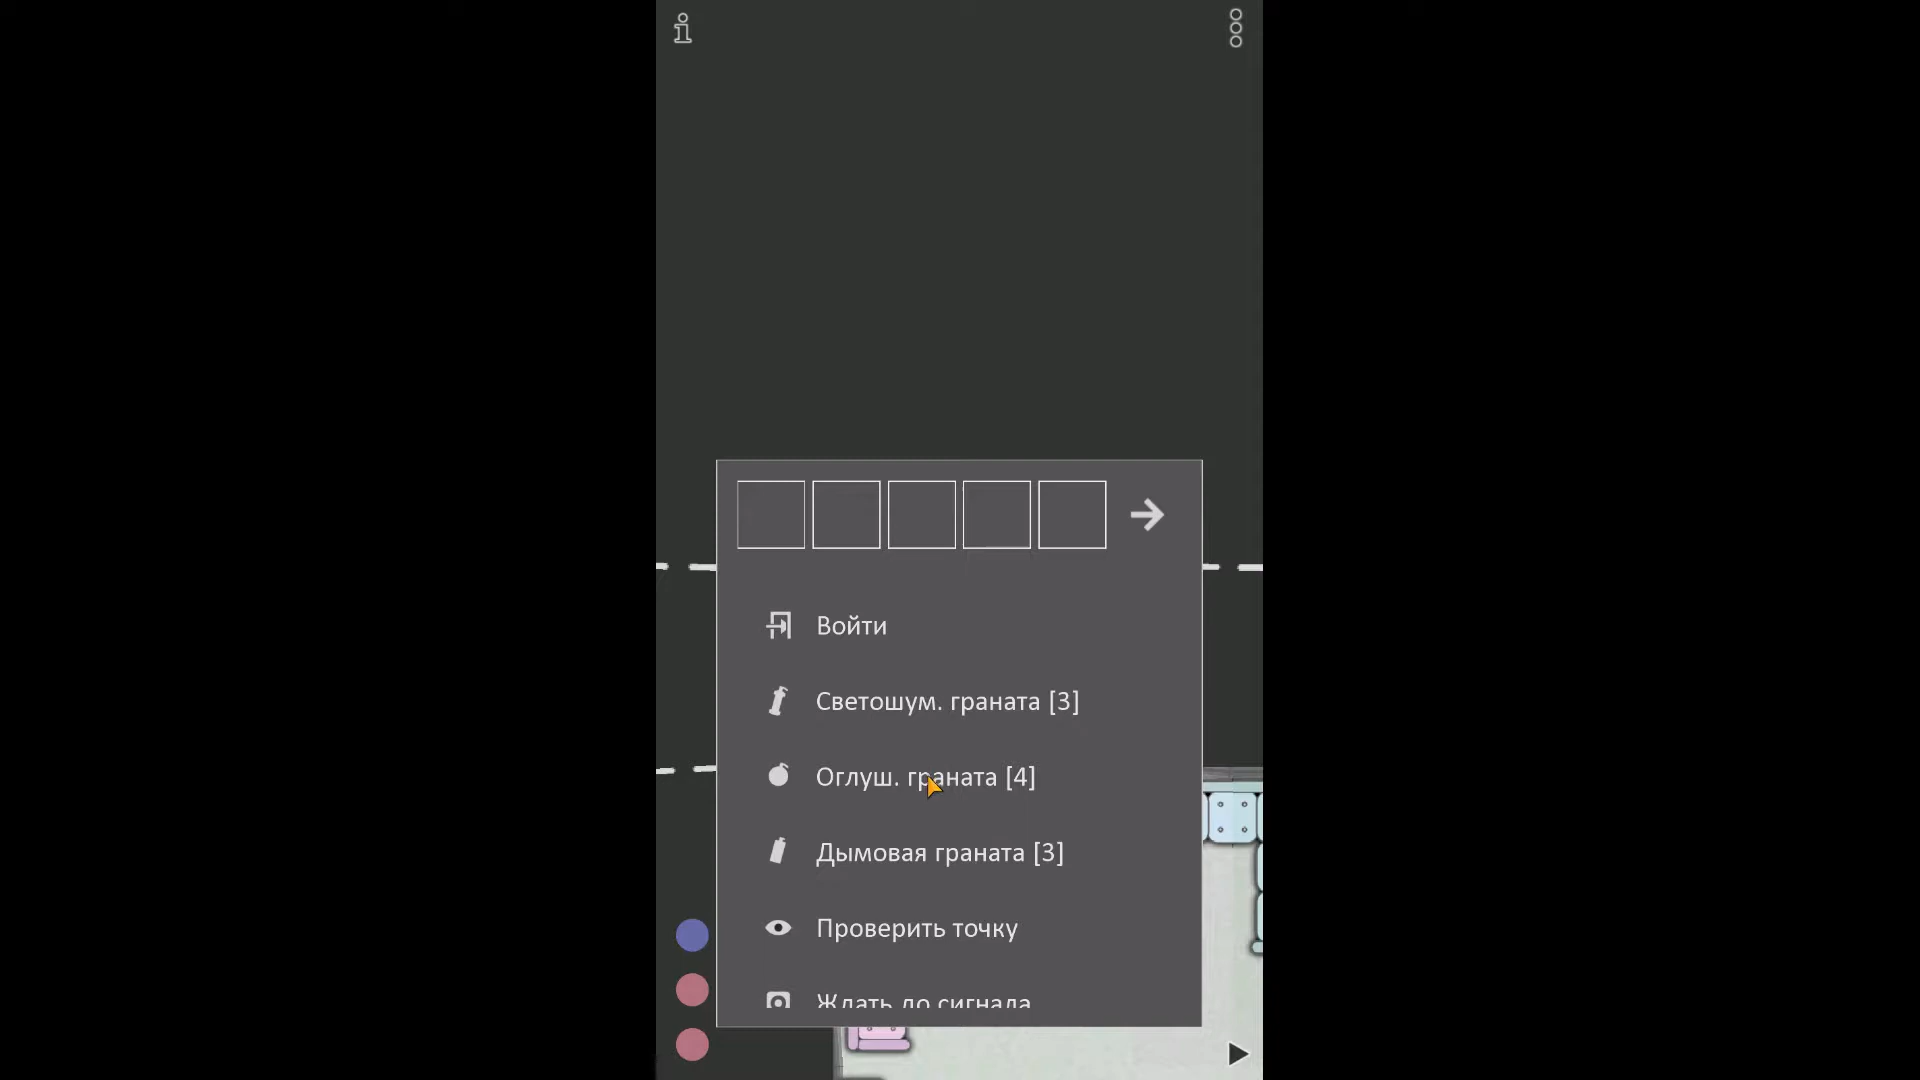 Войти
Светошум. граната [3]
Оглуш. граната [4]
Дымовая граната [3]
Проверить точку
Ждать до сигнала